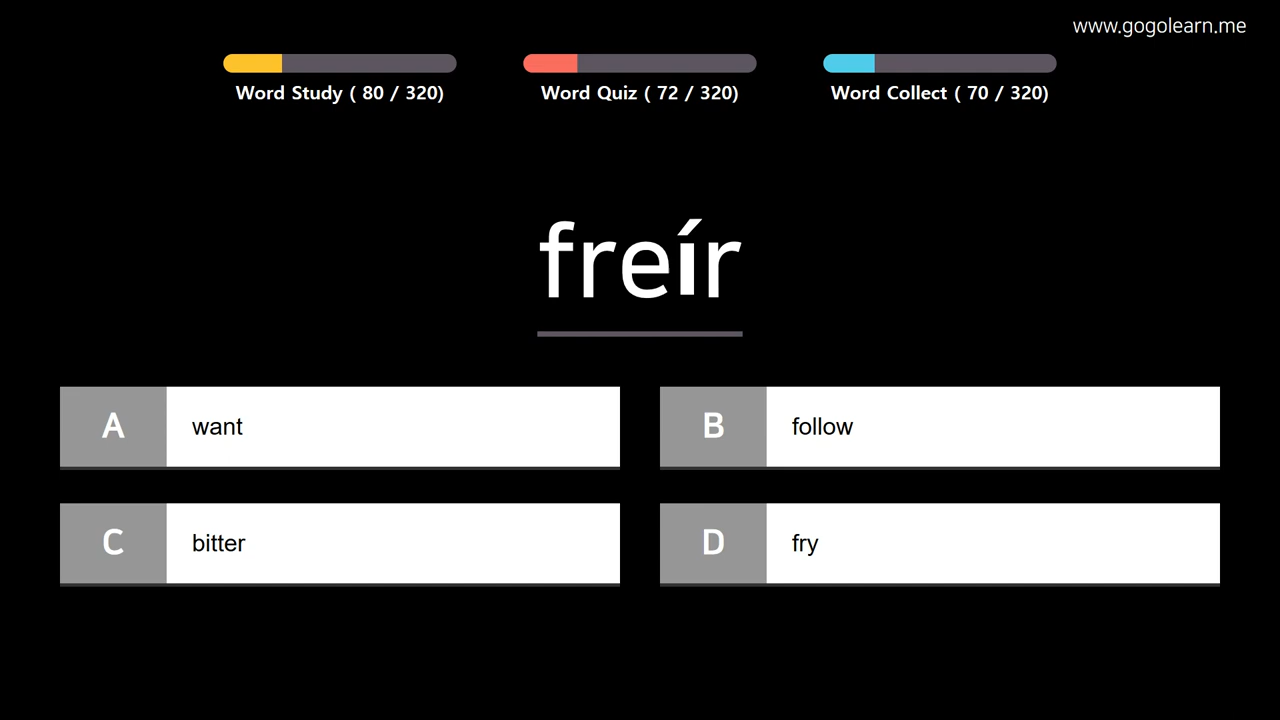 www.gogolearn.me
Word Study ( 80 / 320)
Word Quiz ( 72 / 320)
Word Collect ( 70 / 320)
freír
A want
B follow
C bitter
D fry